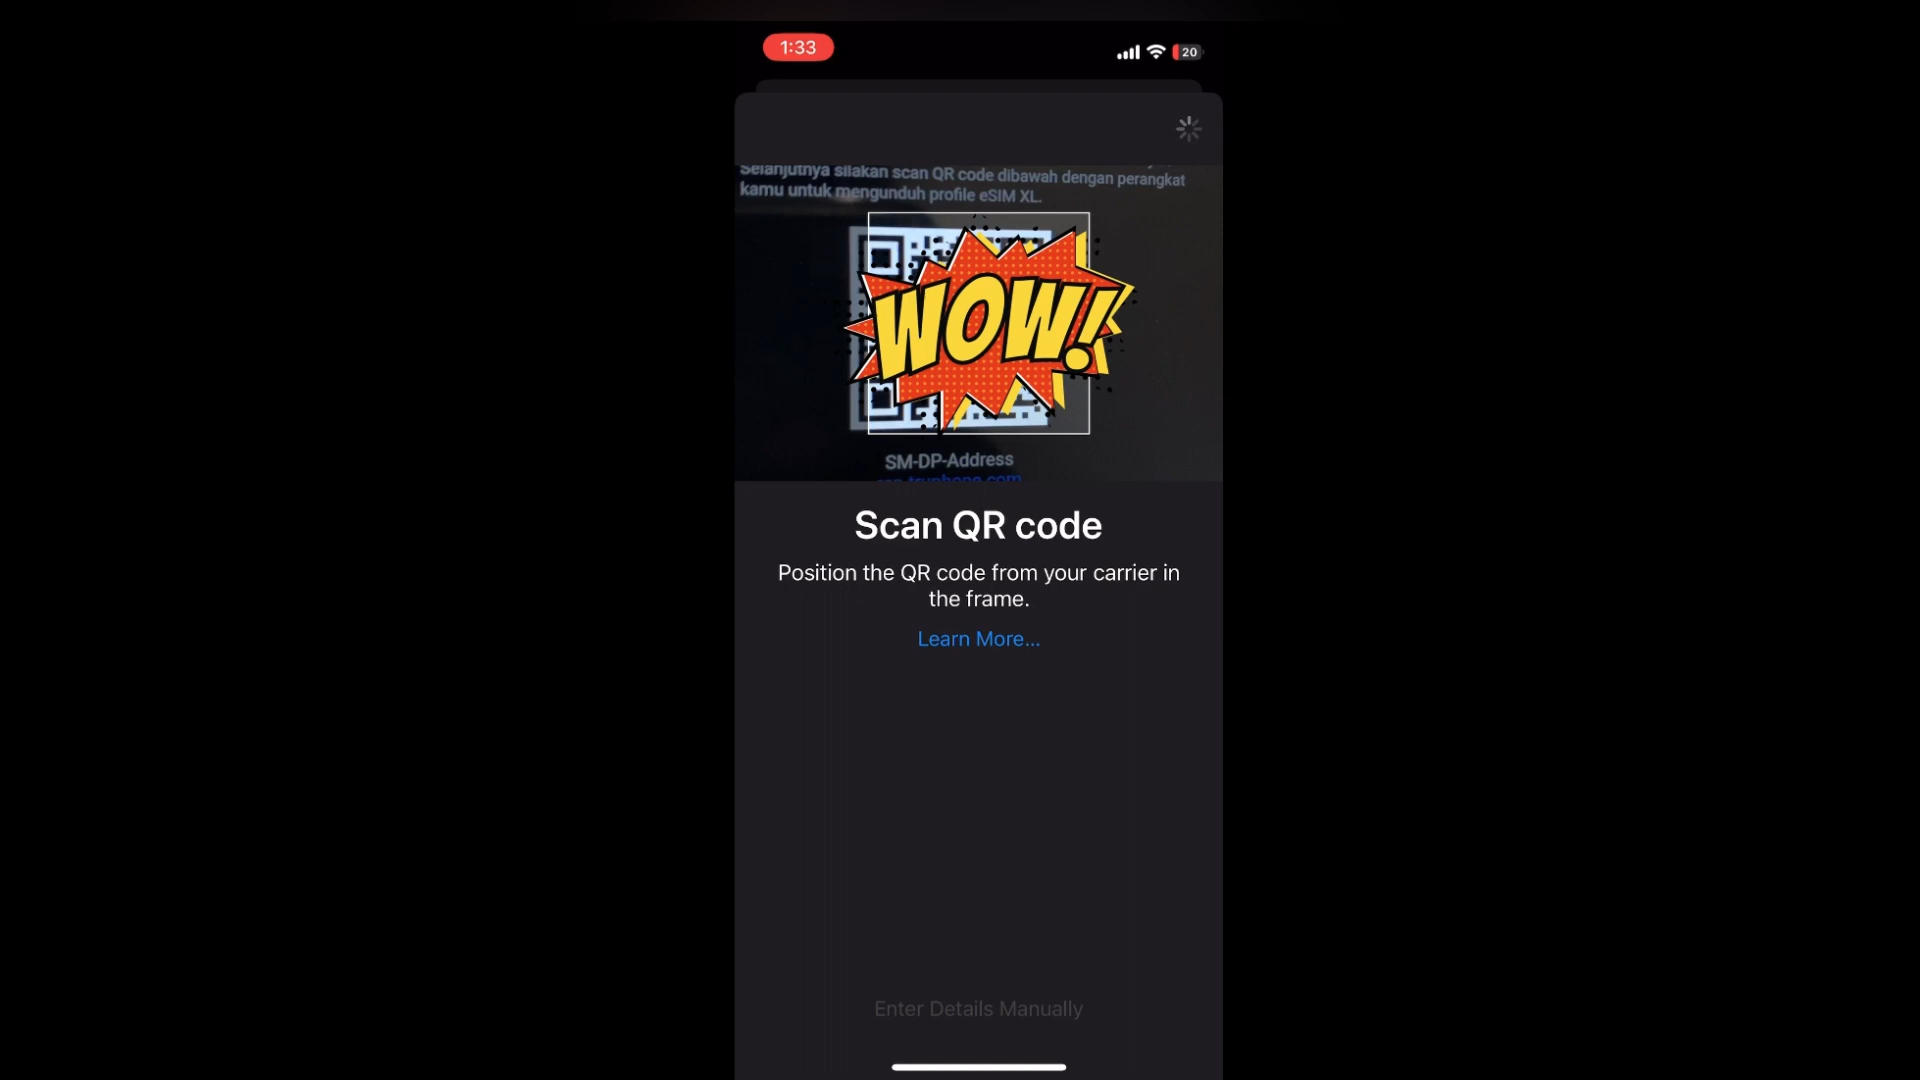 1:33
20
Selanjutnya silakan scan QR code dibawah dengan perangkat
kamu untuk mengunduh profile eSIM XL.
WOW!
SM-DP-Address
Scan QR code
Position the QR code from your carrier in
the frame.
Learn More...
Enter Details Manually